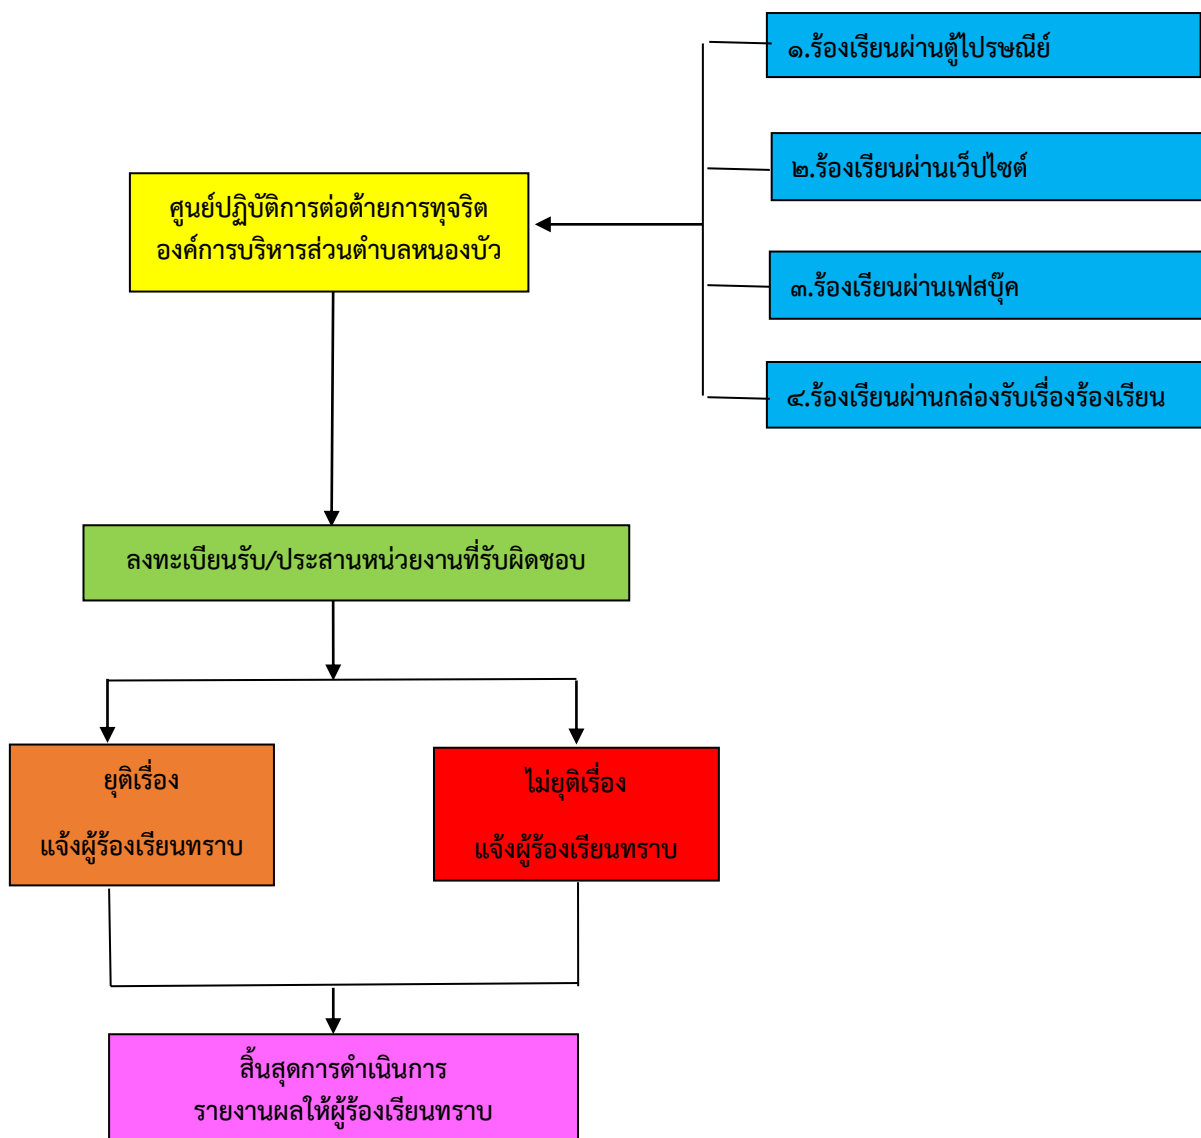 ๑.ร้องเรียนผ่านตู้ไปรษณีย์
๒.ร้องเรียนผ่านเว็ปไซต์
ศูนย์ปฏิบัติการต่อต้ายการทุจริต
องค์การบริหารส่วนตำบลหนองบัว
๓.ร้องเรียนผ่านเฟสบุ๊ค
๔.ร้องเรียนผ่านกล่องรับเรื่องร้องเรียน
ลงทะเบียนรับ/ประสานหน่วยงานที่รับผิดชอบ
ยุติเรื่อง
แจ้งผู้ร้องเรียนทราบ
ไม่ยุติเรื่อง
แจ้งผู้ร้องเรียนทราบ
สิ้นสุดการดำเนินการ
รายงานผลให้ผู้ร้องเรียนทราบ